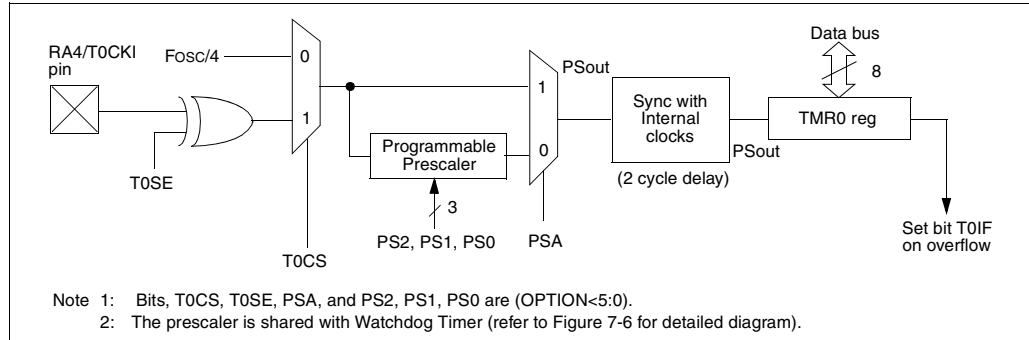 RA4/T0CKI
pin
FOSC/4
0
1
T0SE
T0CS
Programmable
Prescaler
3
PS2, PS1, PS0
1
0
PSA
PSout
Sync with
Internal
clocks
(2 cycle delay)
PSout
Data bus
8
TMR0 reg
Set bit T0IF
on overflow
Note 1: Bits, T0CS, T0SE, PSA, and PS2, PS1, PS0 are (OPTION<5:0).
2: The prescaler is shared with Watchdog Timer (refer to Figure 7-6 for detailed diagram).